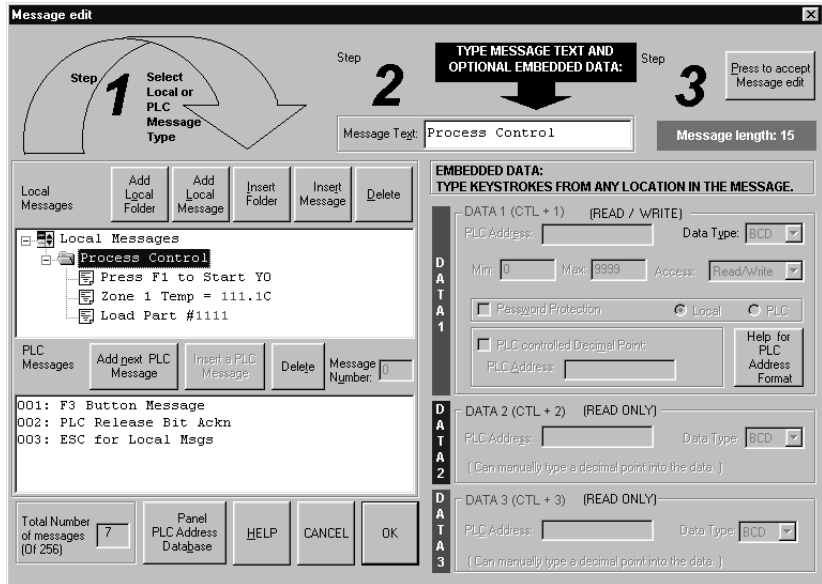 Message edit
Step 1 Select
Local or
PLC
Message
Type
Step 2
TYPE MESSAGE TEXT AND
OPTIONAL EMBEDDED DATA:
Step 3
Press to accept
Message edit
Message Text: Process Control
Message length: 15
Local
Messages
Add
Local
Folder
Add
Local
Message
Insert
Folder
Insert
Message
Delete
Local Messages
Process Control
Press F1 to Start Y0
Zone 1 Temp = 111.1C
Load Part #1111
PLC
Messages
Add next PLC
Message
Insert a PLC
Message
Delete
Message
Number: 0
001: F3 Button Message
002: PLC Release Bit Ackn
003: ESC for Local Msgs
Total Number
of messages
(Of 256)
7
Panel
PLC Address
Database
HELP
CANCEL
OK
EMBEDDED DATA:
TYPE KEYSTROKES FROM ANY LOCATION IN THE MESSAGE.
DATA 1
DATA 1 (CTL + 1) (READ / WRITE)
PLC Address: Data Type: BCD
Min: 0 Max: 9999 Access: Read/Write
Password Protection Local PLC
PLC controlled Decimal Point:
PLC Address:
Help for
PLC
Address
Format
DATA 2
DATA 2 (CTL + 2) (READ ONLY)
PLC Address: Data Type: BCD
( Can manually type a decimal point into the data. )
DATA 3
DATA 3 (CTL + 3) (READ ONLY)
PLC Address: Data Type: BCD
(Can manually type a decimal point into the data. )